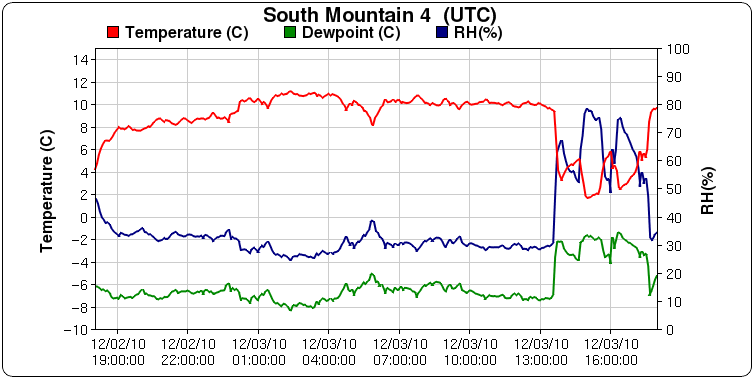 South Mountain 4 (UTC)
Temperature (C) Dewpoint (C) RH(%)
14 100
12 90
10 80
8 70
6 60
4 50
2 40
0 30
−2 20
−4 10
−6 0
−8
−10
Temperature (C)
RH(%)
12/02/10 12/02/10 12/03/10 12/03/10 12/03/10 12/03/10 12/03/10 12/03/10
19:00:00 22:00:00 01:00:00 04:00:00 07:00:00 10:00:00 13:00:00 16:00:00